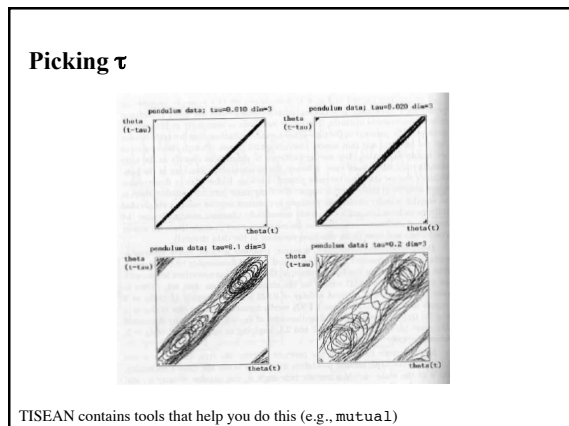 Picking τ
pendulum data; tau=0.010 dim=3
theta
(t-tau)
theta(t)
pendulum data; tau=0.020 dim=3
theta
(t-tau)
theta(t)
pendulum data; tau=0.1 dim=3
theta
(t-tau)
theta(t)
pendulum data; tau=0.2 dim=3
theta
(t-tau)
theta(t)
TISEAN contains tools that help you do this (e.g., mutual)